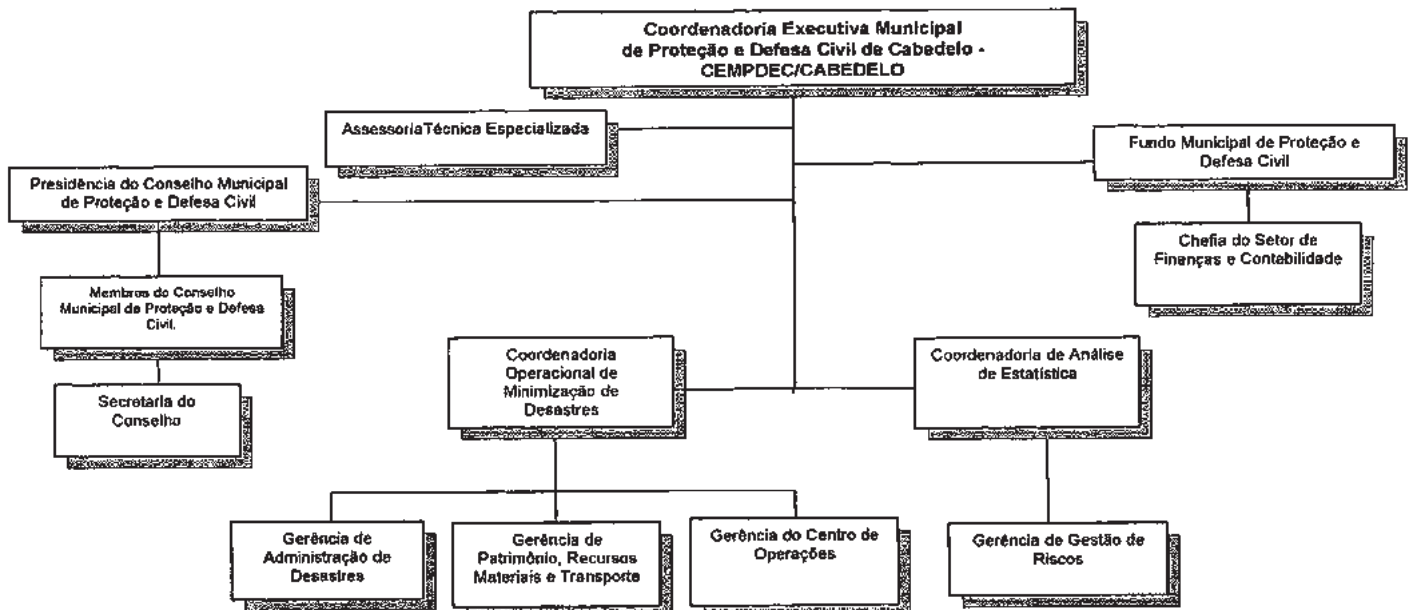 Coordenadoria Executiva Municipal
de Proteção e Defesa Civil de Cabedelo -
CEMPDEC/CABEDELO
Assessoria Técnica Especializada
Fundo Municipal de Proteção e
Defesa Civil
Presidência do Conselho Municipal
de Proteção e Defesa Civil
Chefia do Setor de
Finanças e Contabilidade
Membros do Conselho
Municipal de Proteção e Defesa
Civil.
Coordenadoria
Operacional de
Minimização de
Desastres
Coordenadoria de Análise
de Estatística
Secretaria do
Conselho
Gerência de
Administração de
Desastres
Gerência de
Patrimônio, Recursos
Materiais e Transporte
Gerência do Centro de
Operações
Gerência de Gestão de
Riscos